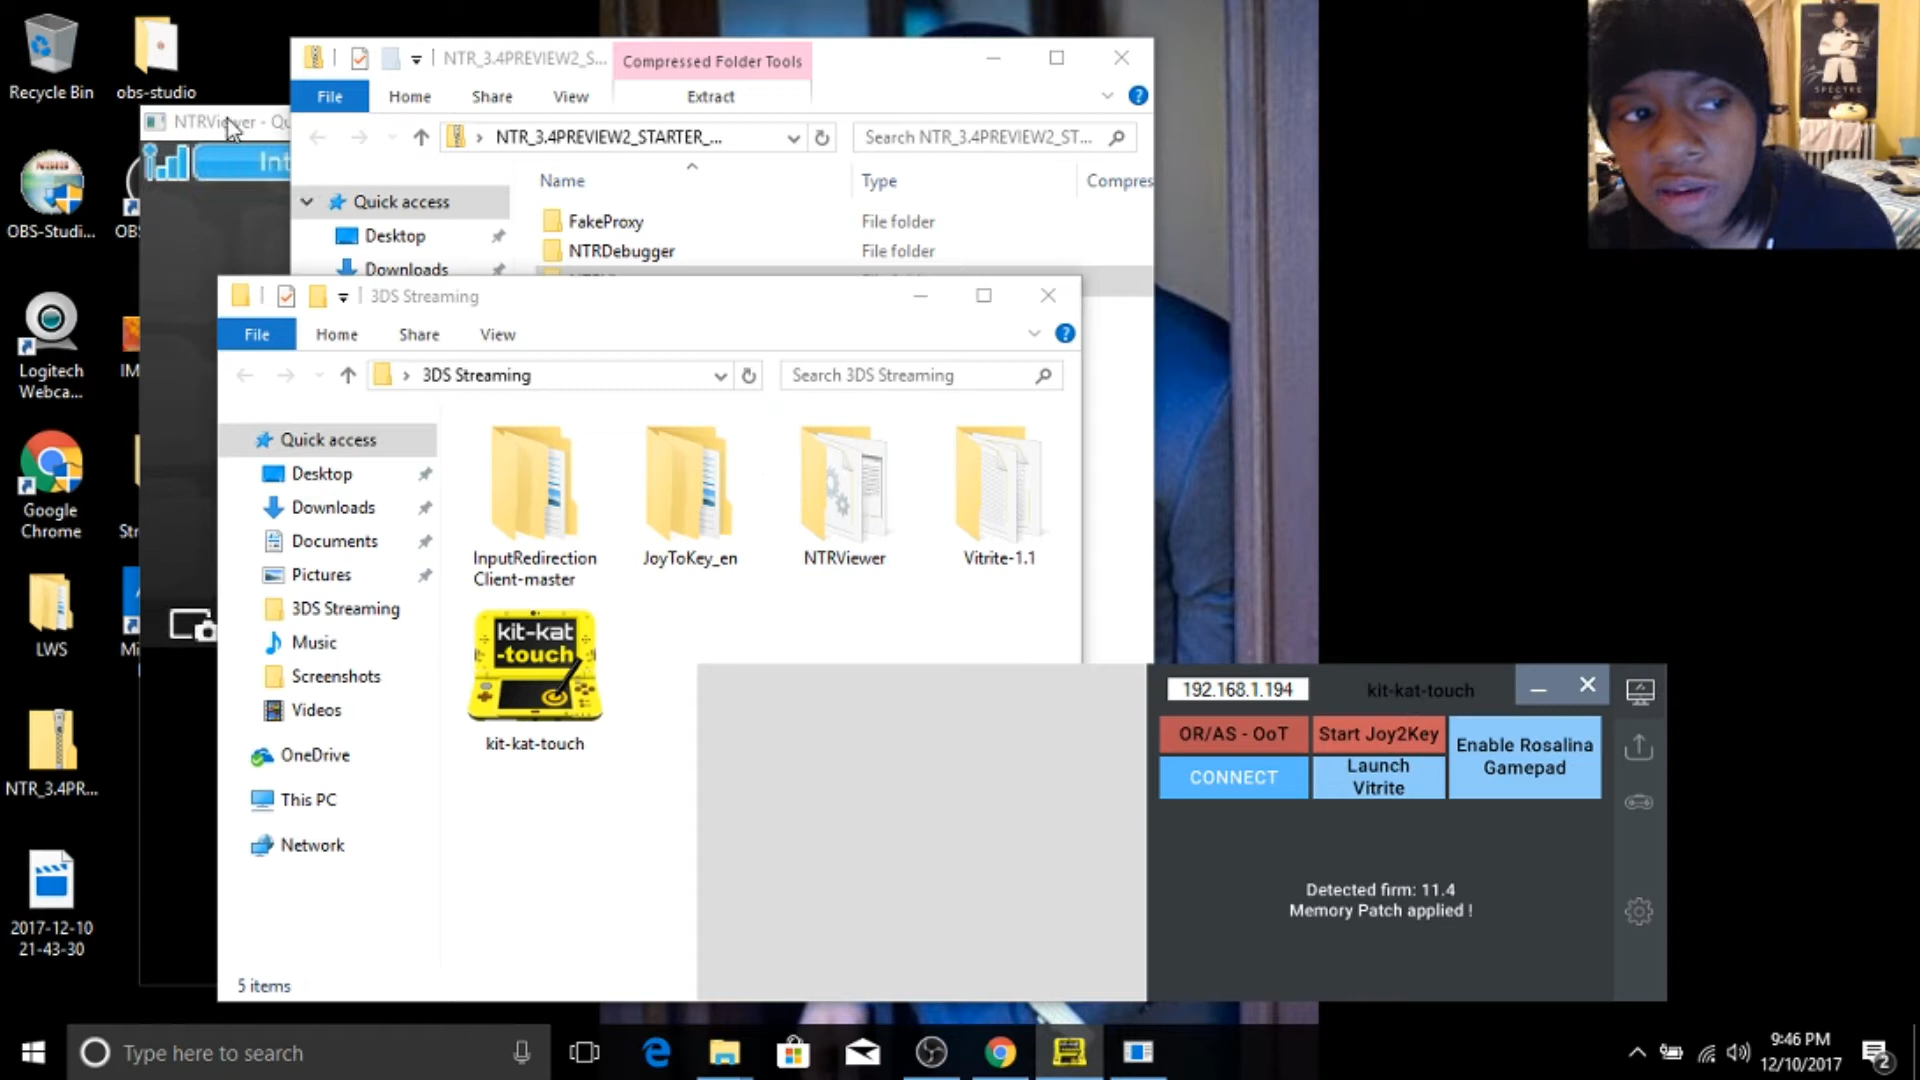 Recycle Bin
obs-studio
NTRViewer - Qu
OBS-Studi...
Logitech
Webca...
Google
Chrome
LWS
NTR_3.4PR...
2017-12-10
21-43-30
NTR_3.4PREVIEW2_S...
Compressed Folder Tools
File
Home
Share
View
Extract
NTR_3.4PREVIEW2_STARTER_...
Search NTR_3.4PREVIEW2_ST...
Name
Type
Compres
Quick access
Desktop
Downloads
FakeProxy
File folder
NTRDebugger
File folder
3DS Streaming
File
Home
Share
View
3DS Streaming
Search 3DS Streaming
Quick access
Desktop
Downloads
Documents
Pictures
3DS Streaming
Music
Screenshots
Videos
OneDrive
This PC
Network
InputRedirection
Client-master
JoyToKey_en
NTRViewer
Vitrite-1.1
kit-kat
-touch
kit-kat-touch
5 items
192.168.1.194
kit-kat-touch
OR/AS - OoT
Start Joy2Key
Enable Rosalina
Gamepad
CONNECT
Launch
Vitrite
Detected firm: 11.4
Memory Patch applied !
SPECTRE
Type here to search
9:46 PM
12/10/2017
2